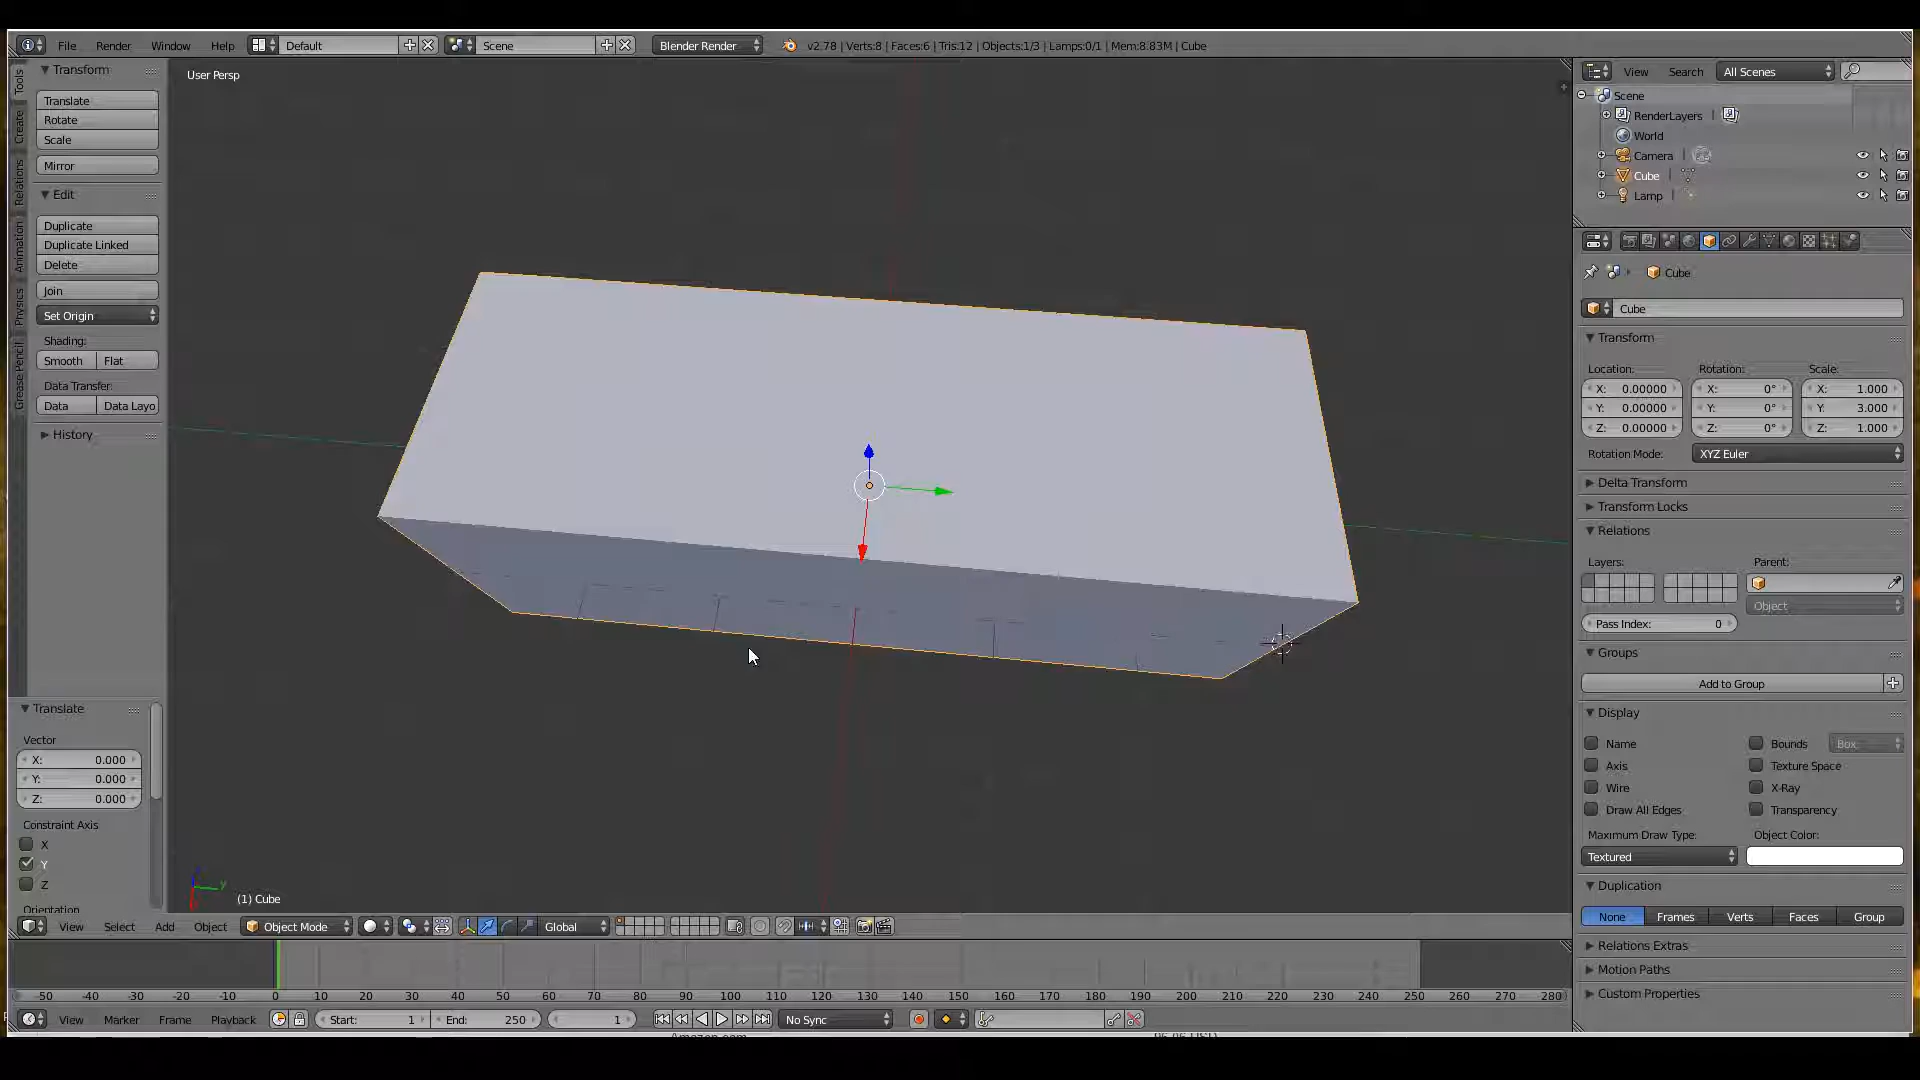 File Render Window Help Default Scene Blender Render v2.78 | Verts:8 | Faces:6 | Tris:12 | Objects:1/3 | Lamps:0/1 | Mem:8.83M | Cube
Tools
Create
Relations
Animation
Physics
Grease Pencil
Transform
Translate
Rotate
Scale
Mirror
Edit
Duplicate
Duplicate Linked
Delete
Join
Set Origin
Shading:
Smooth Flat
Data Transfer:
Data Data Layo
History
Translate
Vector
X: 0.000
Y: 0.000
Z: 0.000
Constraint Axis
X
Y
Z
Orientation
User Persp
y
(1) Cube
View Select Add Object Object Mode Global
-50 -40 -30 -20 -10 0 10 20 30 40 50 60 70 80 90 100 110 120 130 140 150 160 170 180 190 200 210 220 230 240 250 260 270 280
View Marker Frame Playback Start: 1 End: 250 1 No Sync
View Search All Scenes
Scene
RenderLayers
World
Camera
Cube
Lamp
Cube
Cube
Transform
Location: Rotation: Scale:
X: 0.00000 X: 0° X: 1.000
Y: 0.00000 Y: 0° Y: 3.000
Z: 0.00000 Z: 0° Z: 1.000
Rotation Mode: XYZ Euler
Delta Transform
Transform Locks
Relations
Layers: Parent:
Object
Pass Index: 0
Groups
Add to Group
Display
Name Bounds Box
Axis Texture Space
Wire X-Ray
Draw All Edges Transparency
Maximum Draw Type: Object Color:
Textured
Duplication
None Frames Verts Faces Group
Relations Extras
Motion Paths
Custom Properties